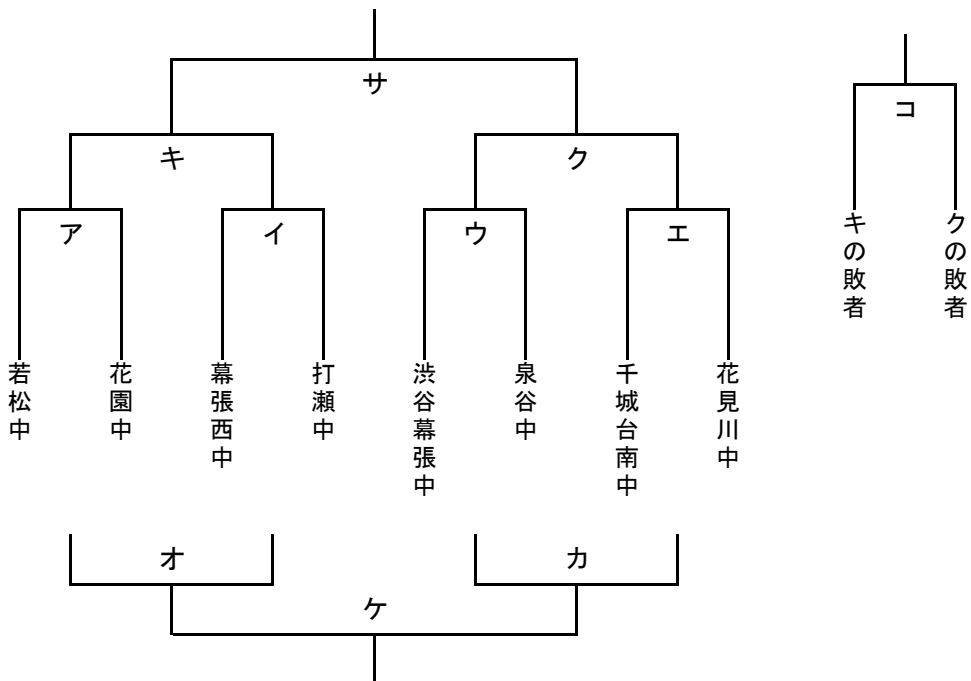 サ
コ
キ
ク
ア
イ
ウ
エ
キの敗者
クの敗者
若松中
花園中
幕張西中
打瀬中
渋谷幕張中
泉谷中
千城台南中
花見川中
オ
カ
ケ